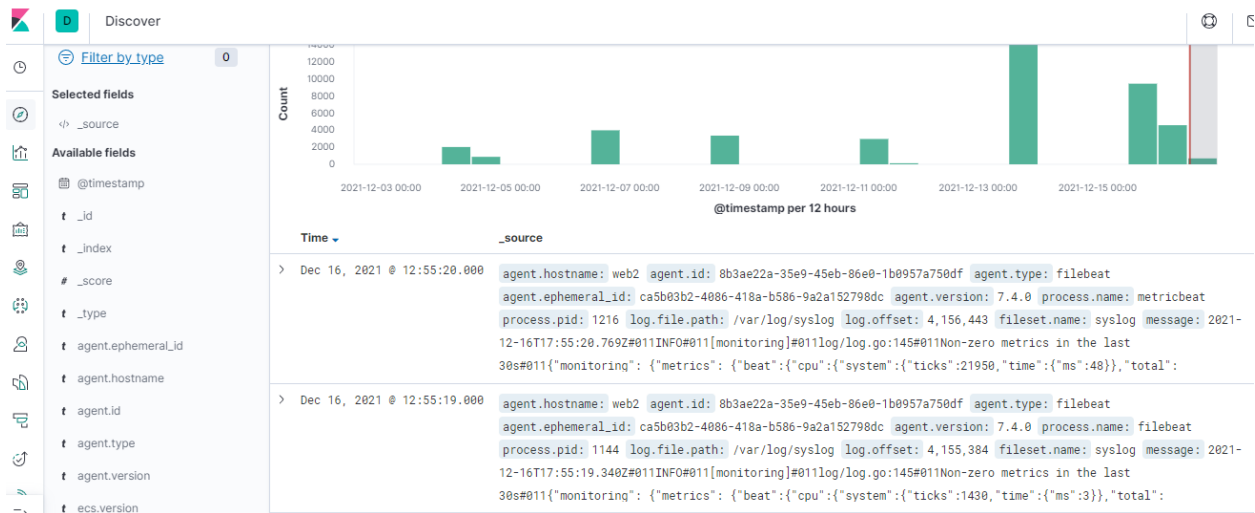 D Discover
Filter by type 0
Selected fields
</> _source
Available fields
@timestamp
t _id
t _index
# _score
t _type
t agent.ephemeral_id
t agent.hostname
t agent.id
t agent.type
t agent.version
t ecs.version
Count
14000
12000
10000
8000
6000
4000
2000
0
2021-12-03 00:00 2021-12-05 00:00 2021-12-07 00:00 2021-12-09 00:00 2021-12-11 00:00 2021-12-13 00:00 2021-12-15 00:00
@timestamp per 12 hours
Time _source
Dec 16, 2021 @ 12:55:20.000
agent.hostname: web2 agent.id: 8b3ae22a-35e9-45eb-86e0-1b0957a750df agent.type: filebeat
agent.ephemeral_id: ca5b03b2-4086-418a-b586-9a2a152798dc agent.version: 7.4.0 process.name: metricbeat
process.pid: 1216 log.file.path: /var/log/syslog log.offset: 4,156,443 fileset.name: syslog message: 2021-
12-16T17:55:20.769Z#011INFO#011[monitoring]#011log/log.go:145#011Non-zero metrics in the last
30s#011{"monitoring": {"metrics": {"beat":{"cpu":{"system":{"ticks":21950,"time":{"ms":48}},"total":
Dec 16, 2021 @ 12:55:19.000
agent.hostname: web2 agent.id: 8b3ae22a-35e9-45eb-86e0-1b0957a750df agent.type: filebeat
agent.ephemeral_id: ca5b03b2-4086-418a-b586-9a2a152798dc agent.version: 7.4.0 process.name: filebeat
process.pid: 1144 log.file.path: /var/log/syslog log.offset: 4,155,384 fileset.name: syslog message: 2021-
12-16T17:55:19.340Z#011INFO#011[monitoring]#011log/log.go:145#011Non-zero metrics in the last
30s#011{"monitoring": {"metrics": {"beat":{"cpu":{"system":{"ticks":1430,"time":{"ms":3}},"total":